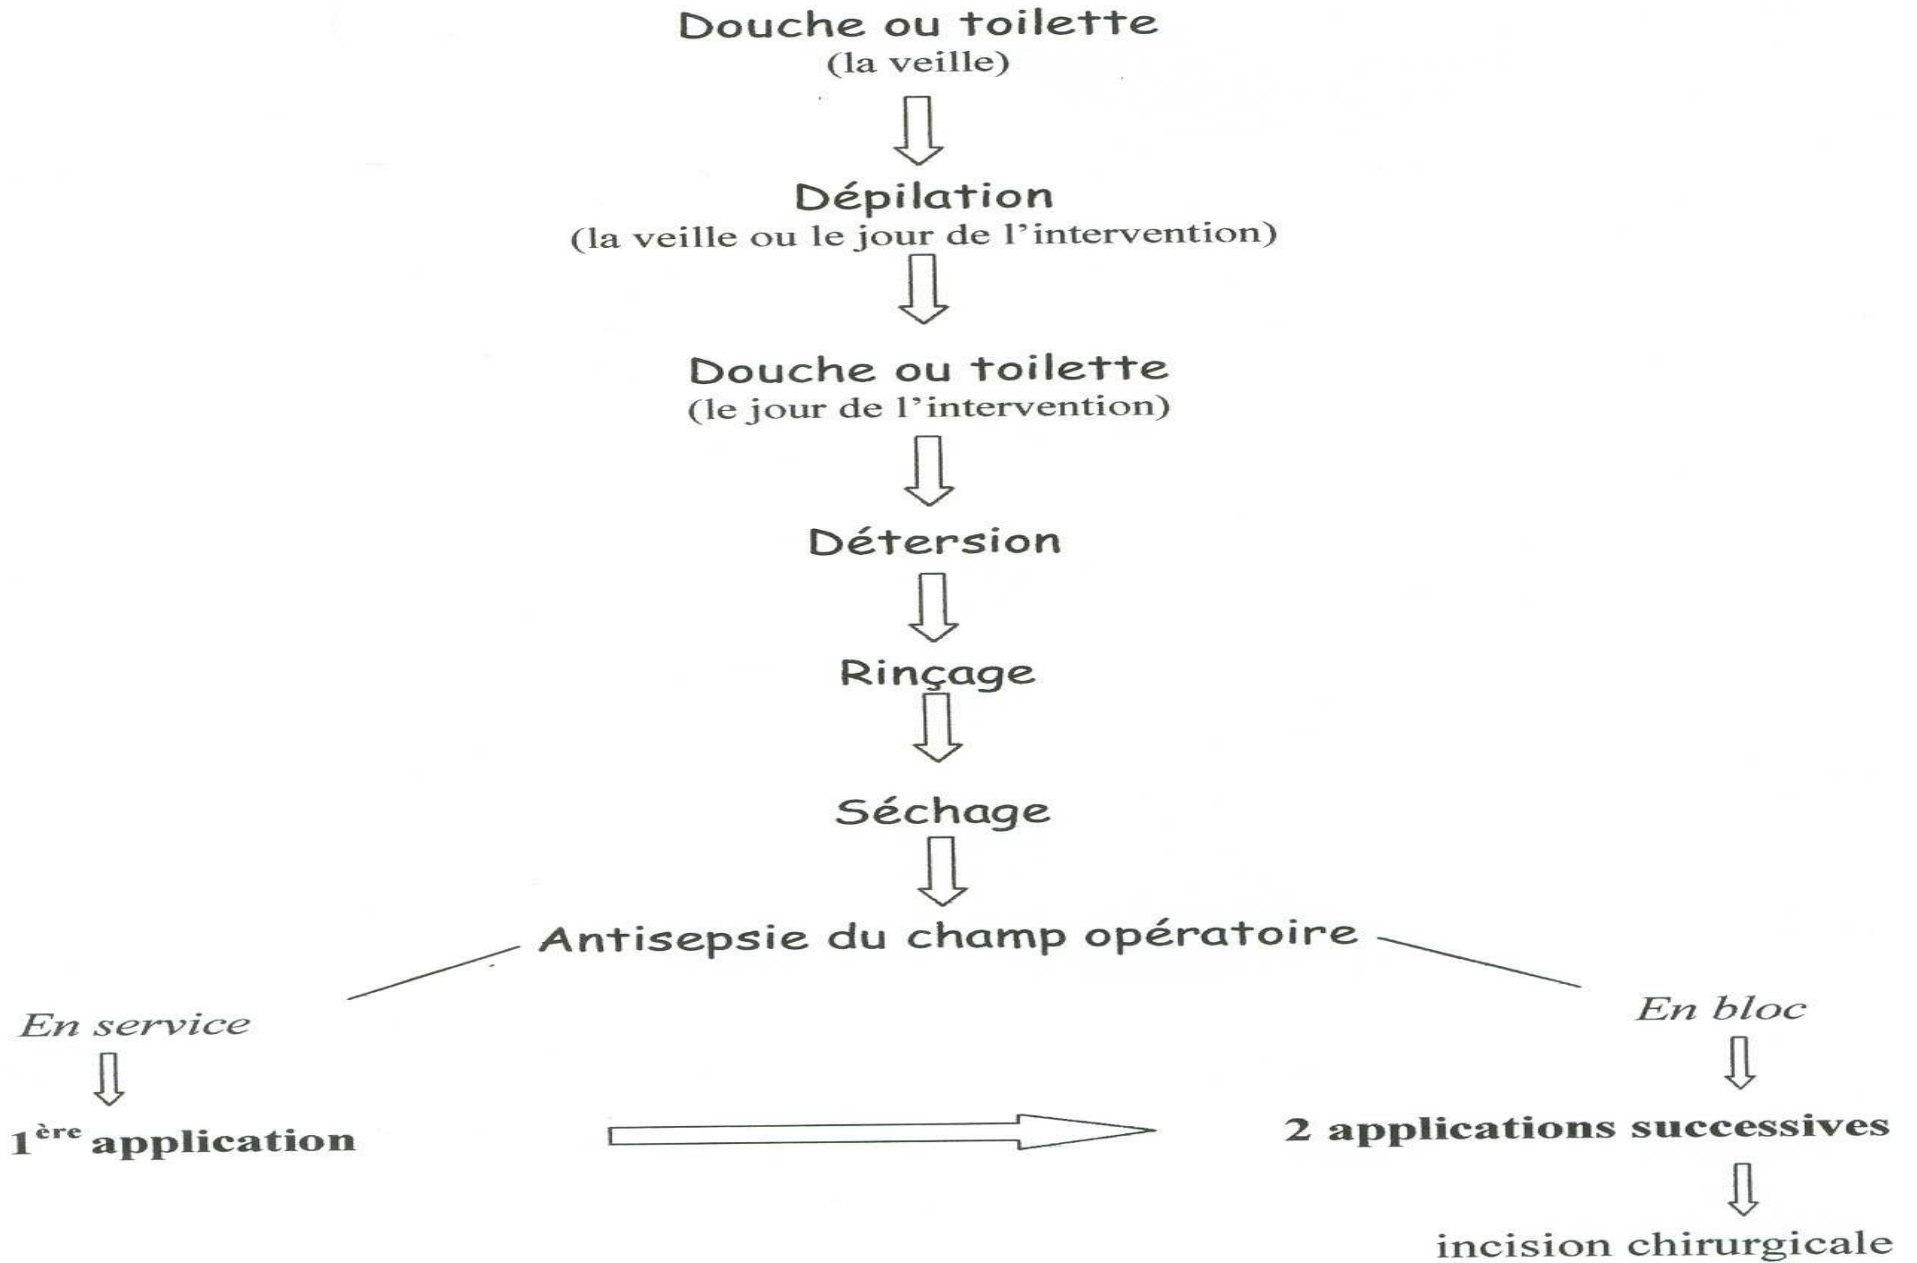 Douche ou toilette
(la veille)
Dépilation
(la veille ou le jour de l'intervention)
Douche ou toilette
(le jour de l'intervention)
Détersion
Rinçage
Séchage
Antisepsie du champ opératoire
En service
En bloc
1ère application
2 applications successives
incision chirurgicale